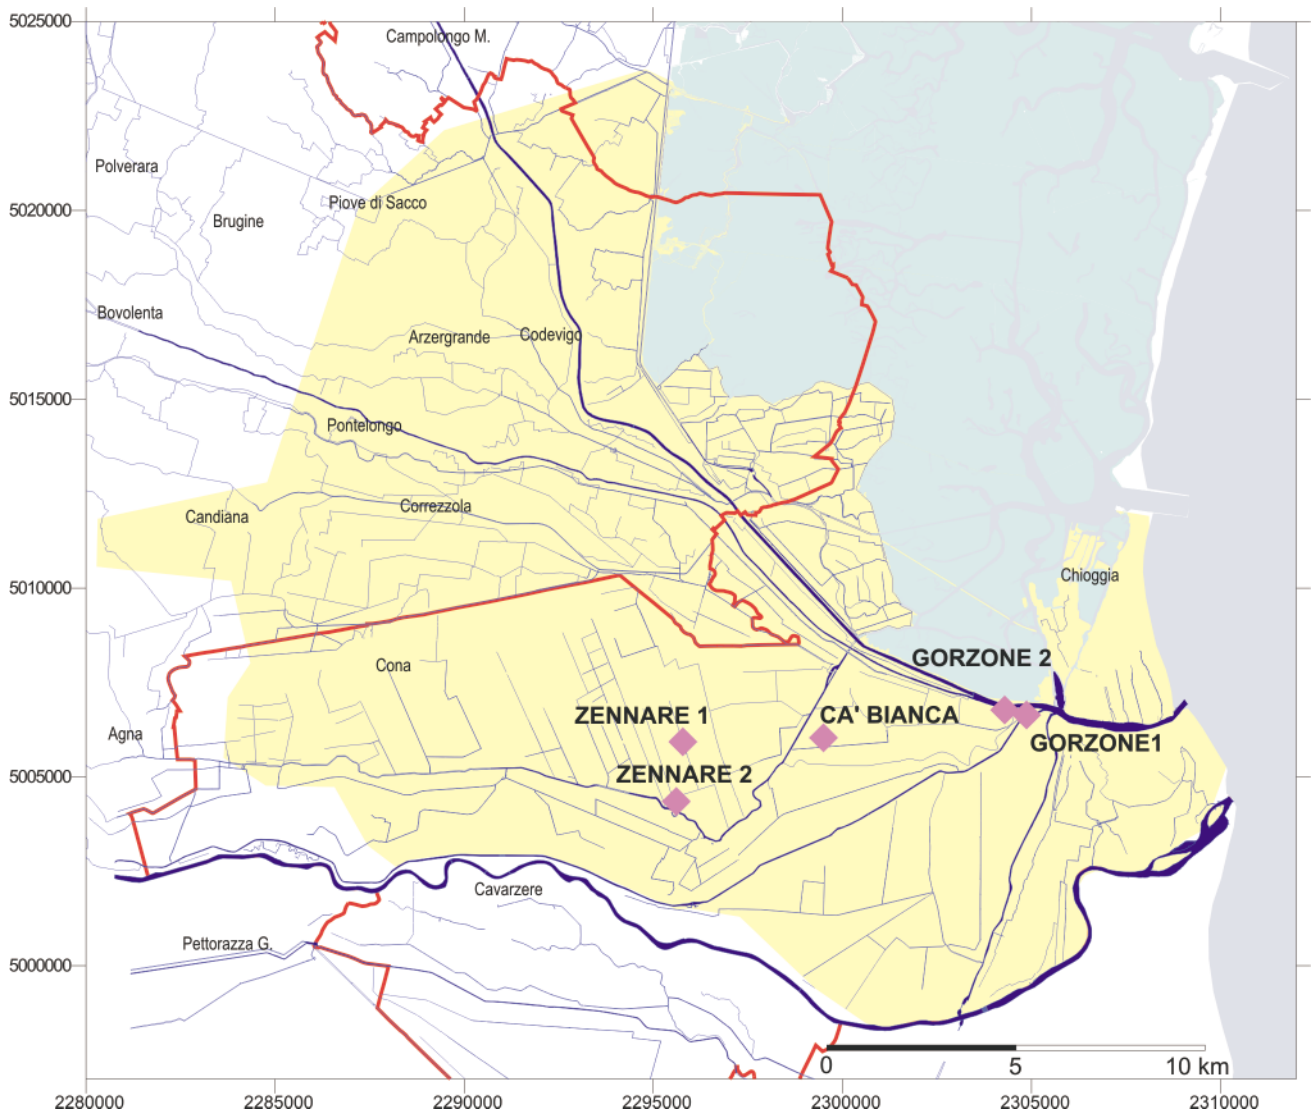 5025000
Campolongo M.
Polverara
Piove di Sacco
5020000
Brugine
Bovolenta
Arzergrande
Codevigo
5015000
Pontelongo
Correzzola
Candiana
5010000
Chioggia
GORZONE 2
Cona
ZENNARE 1
CA' BIANCA
Agna
GORZONE1
5005000
ZENNARE 2
Cavarzere
Pettorazza G.
5000000
0
5
10 km
2280000
2285000
2290000
2295000
2300000
2305000
2310000